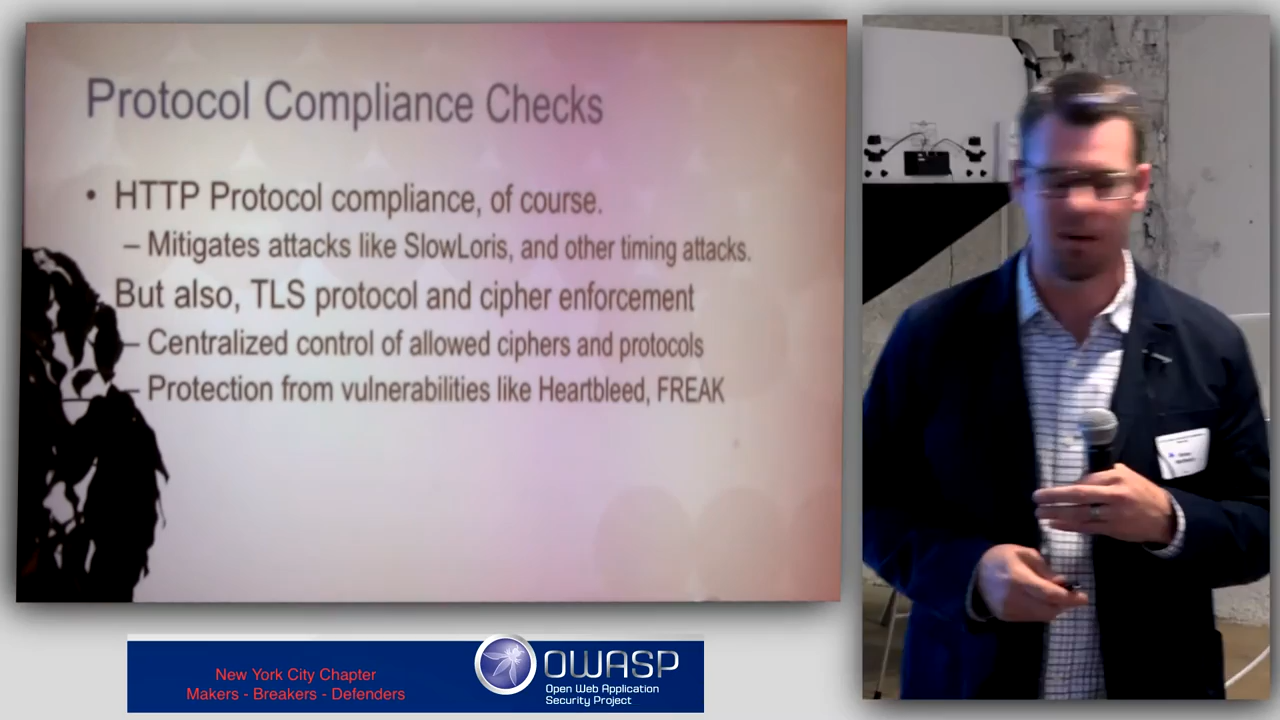 Protocol Compliance Checks
• HTTP Protocol compliance, of course.
– Mitigates attacks like SlowLoris, and other timing attacks.
But also, TLS protocol and cipher enforcement
– Centralized control of allowed ciphers and protocols
– Protection from vulnerabilities like Heartbleed, FREAK
New York City Chapter
Makers - Breakers - Defenders
OWASP
Open Web Application
Security Project